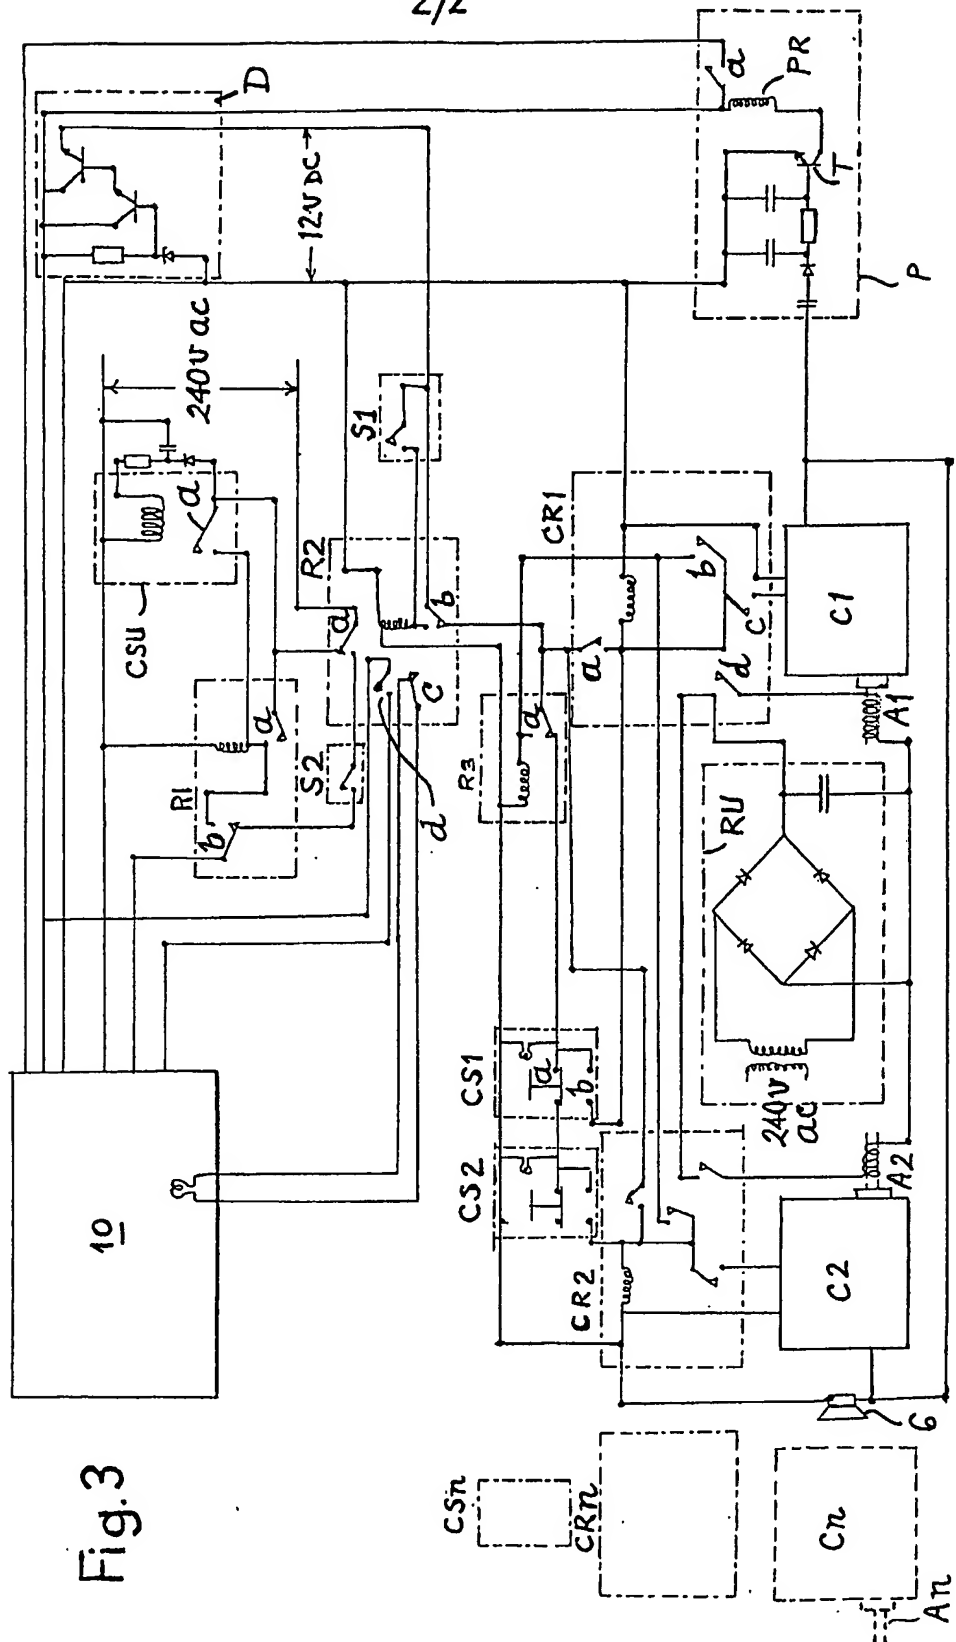 2/2
Fig.3
10
D
12v DC
240v ac
a
CSU
R1
a
b
S2
R2
a
b
c
d
S1
R3
a
CR1
a
b
c
d
a
PR
T
P
C1
A1
RU
240v
ac
CS1
a
b
CS2
CR2
A2
C2
6
CSn
CRn
Cn
An